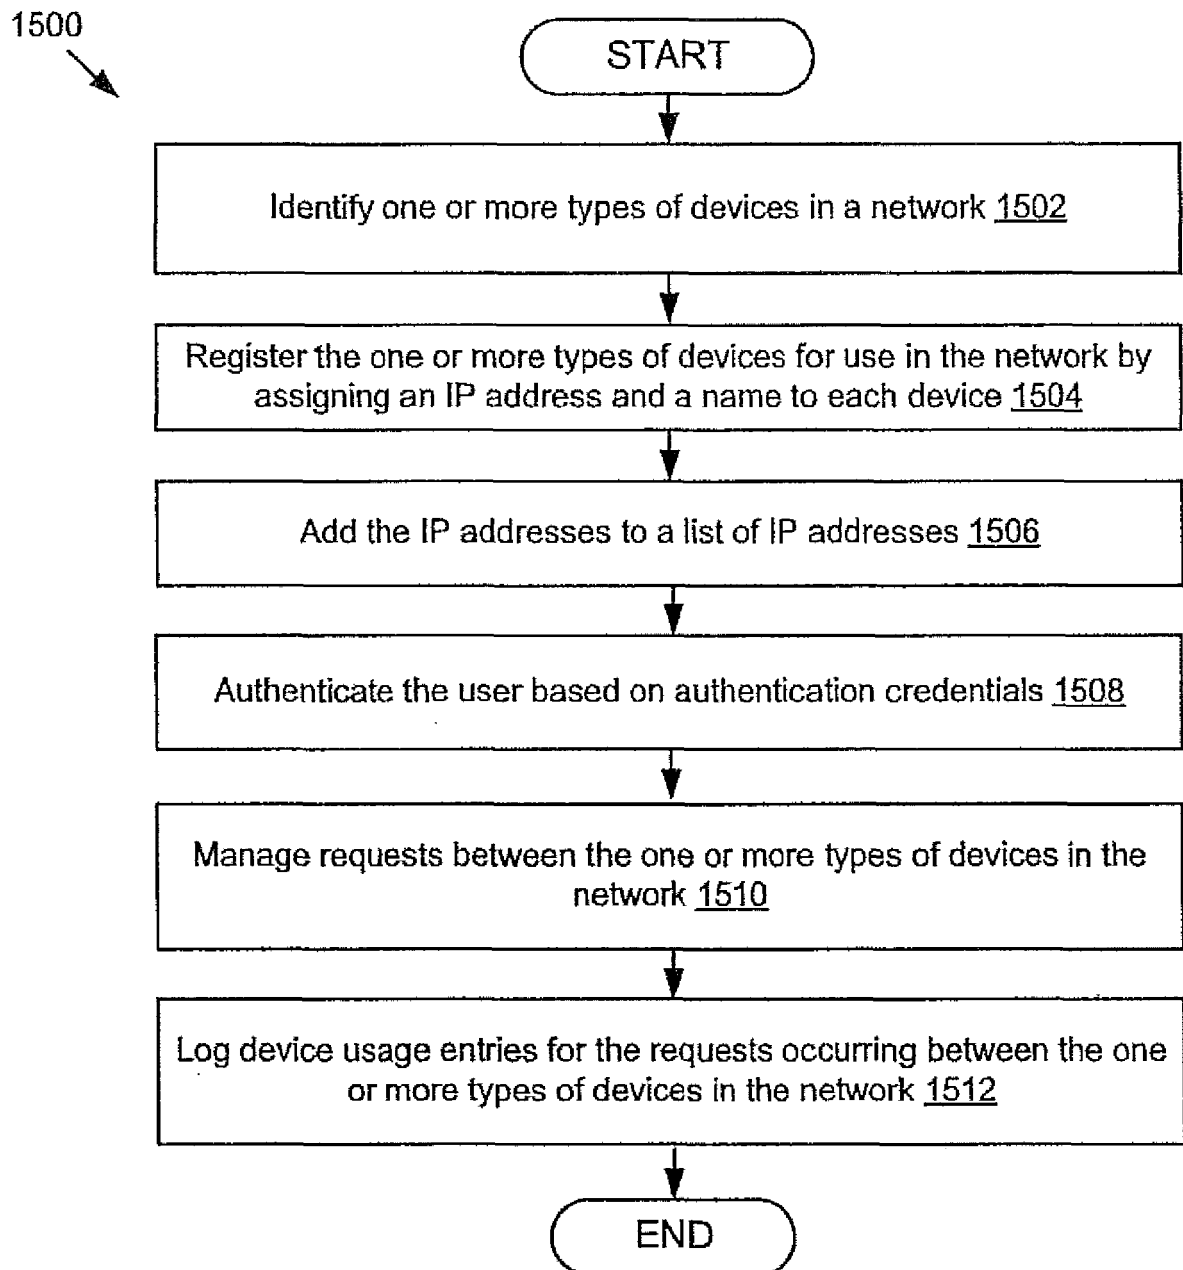 1500
START
Identify one or more types of devices in a network 1502
Register the one or more types of devices for use in the network by
assigning an IP address and a name to each device 1504
Add the IP addresses to a list of IP addresses 1506
Authenticate the user based on authentication credentials 1508
Manage requests between the one or more types of devices in the
network 1510
Log device usage entries for the requests occurring between the one
or more types of devices in the network 1512
END